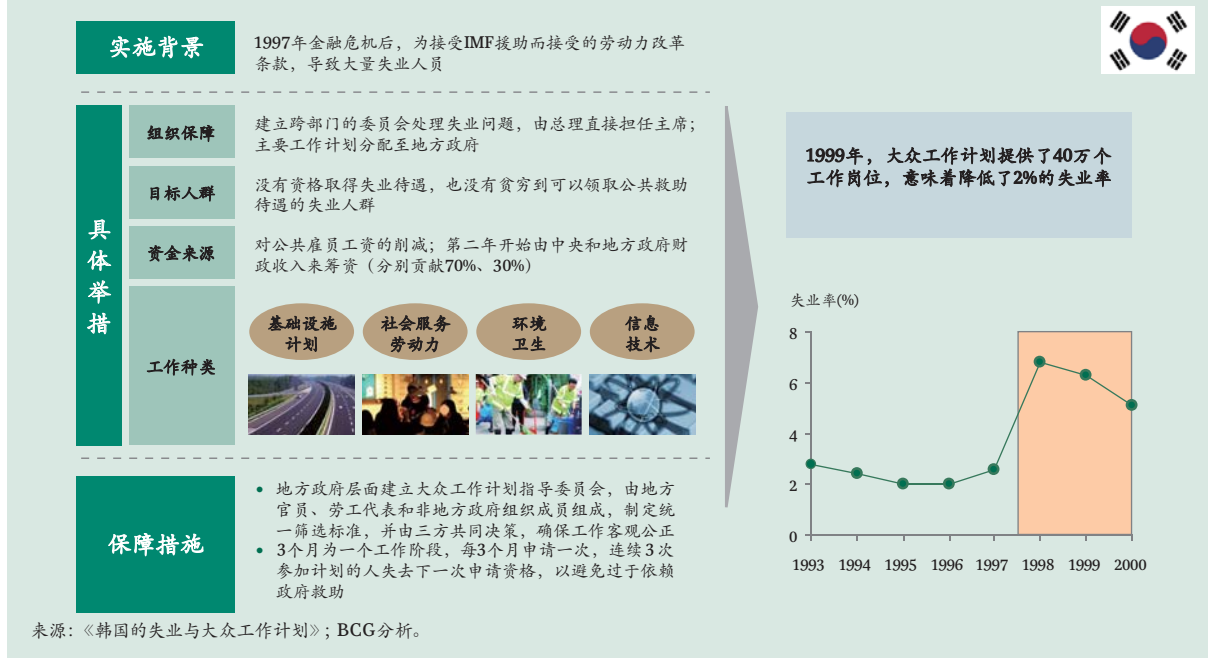 实施背景
1997年金融危机后，为接受IMF援助而接受的劳动力改革
条款，导致大量失业人员
具体举措
组织保障
建立跨部门的委员会处理失业问题，由总理直接担任主席；
主要工作计划分配至地方政府
目标人群
没有资格取得失业待遇，也没有贫穷到可以领取公共救助
待遇的失业人群
资金来源
对公共雇员工资的削减；第二年开始由中央和地方政府财
政收入来筹资（分别贡献70%、30%）
工作种类
基础设施
计划
社会服务
劳动力
环境
卫生
信息
技术
保障措施
• 地方政府层面建立大众工作计划指导委员会，由地方
官员、劳工代表和非地方政府组织成员组成，制定统
一筛选标准，并由三方共同决策，确保工作客观公正
• 3个月为一个工作阶段，每3个月申请一次，连续3次
参加计划的人失去下一次申请资格，以避免过于依赖
政府救助
1999年，大众工作计划提供了40万个
工作岗位，意味着降低了2%的失业率
失业率(%)
8
6
4
2
0
1993 1994 1995 1996 1997 1998 1999 2000
来源：《韩国的失业与大众工作计划》；BCG分析。